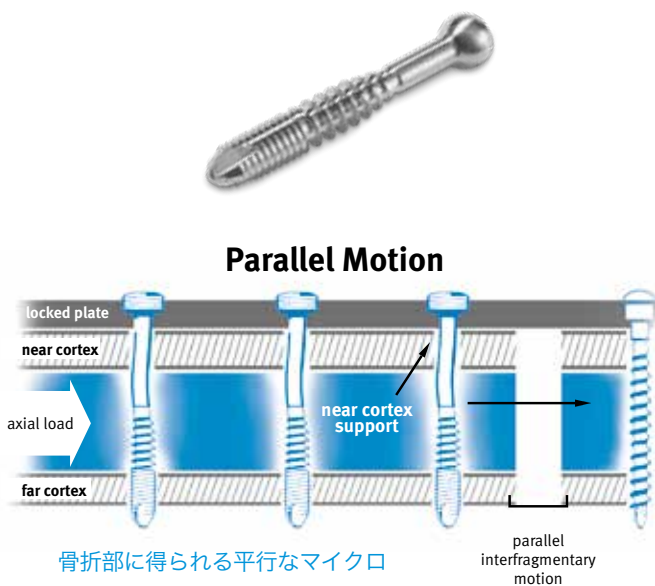 Parallel Motion
locked plate
near cortex
axial load
near cortex
support
far cortex
骨折部に得られる平行なマイクロ
parallel
interfragmentary
motion